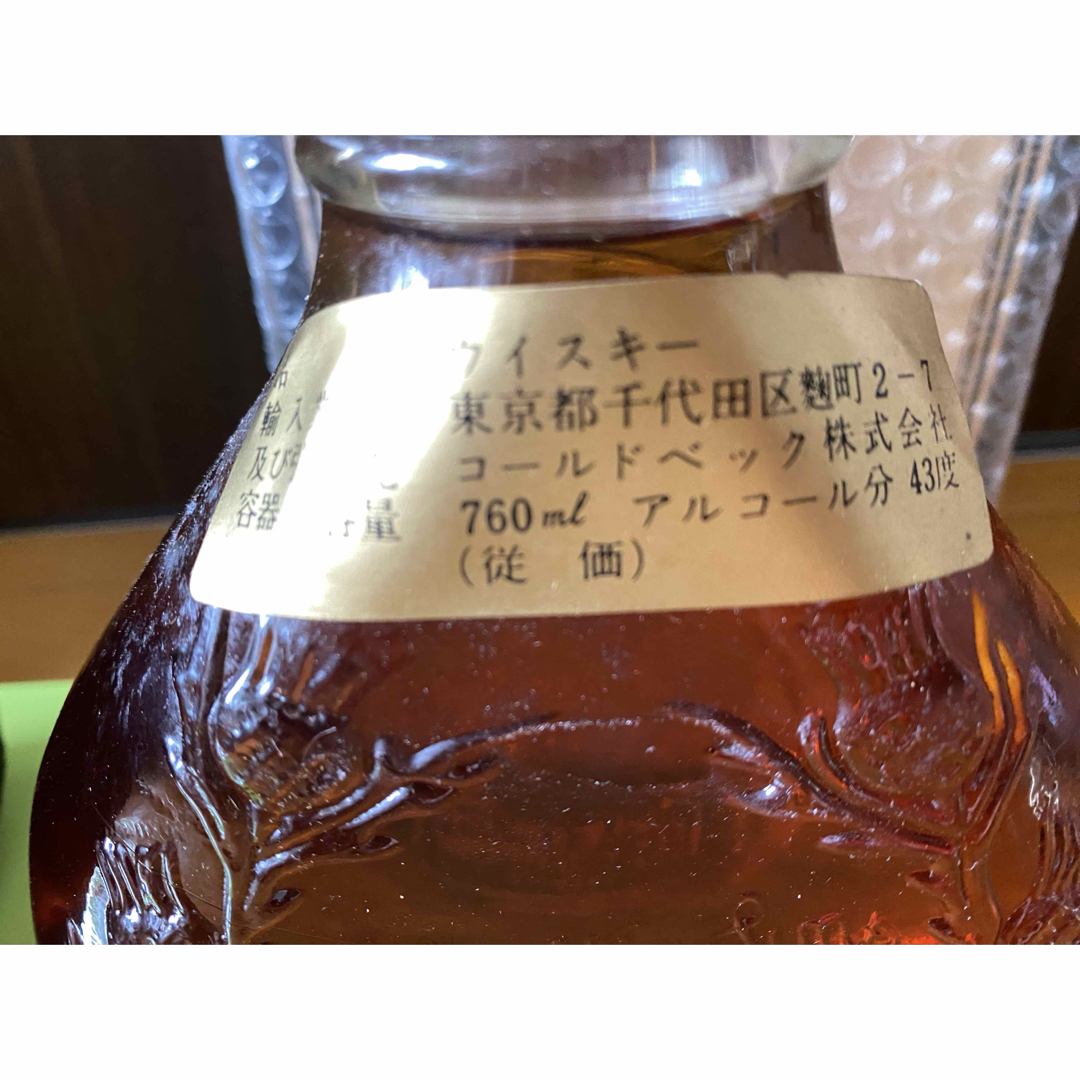 ウイスキー
輸入 東京都千代田区麹町2-7
及び コールドベック株式会社
容器 量 760ml アルコール分 43度
(従 価)